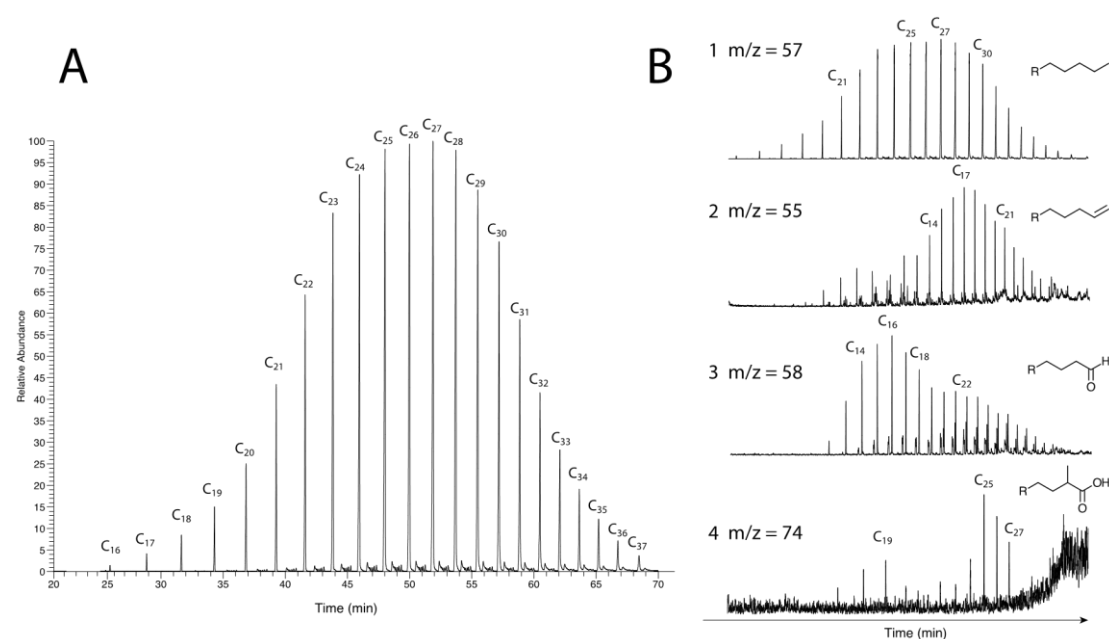 A
B
100
95
90
85
80
75
70
65
60
55
50
45
40
35
30
25
20
15
10
5
0
Relative Abundance
C₁₆
C₁₇
C₁₈
C₁₉
C₂₀
C₂₁
C₂₂
C₂₃
C₂₄
C₂₅
C₂₆
C₂₇
C₂₈
C₂₉
C₃₀
C₃₁
C₃₂
C₃₃
C₃₄
C₃₅
C₃₆
C₃₇
20 25 30 35 40 45 50 55 60 65 70
Time (min)
1 m/z = 57
C₂₁
C₂₅
C₂₇
C₃₀
R
2 m/z = 55
C₁₄
C₁₇
C₂₁
R
3 m/z = 58
C₁₄
C₁₆
C₁₈
C₂₂
R
H
O
4 m/z = 74
C₁₉
C₂₅
C₂₇
R
OH
O
Time (min)